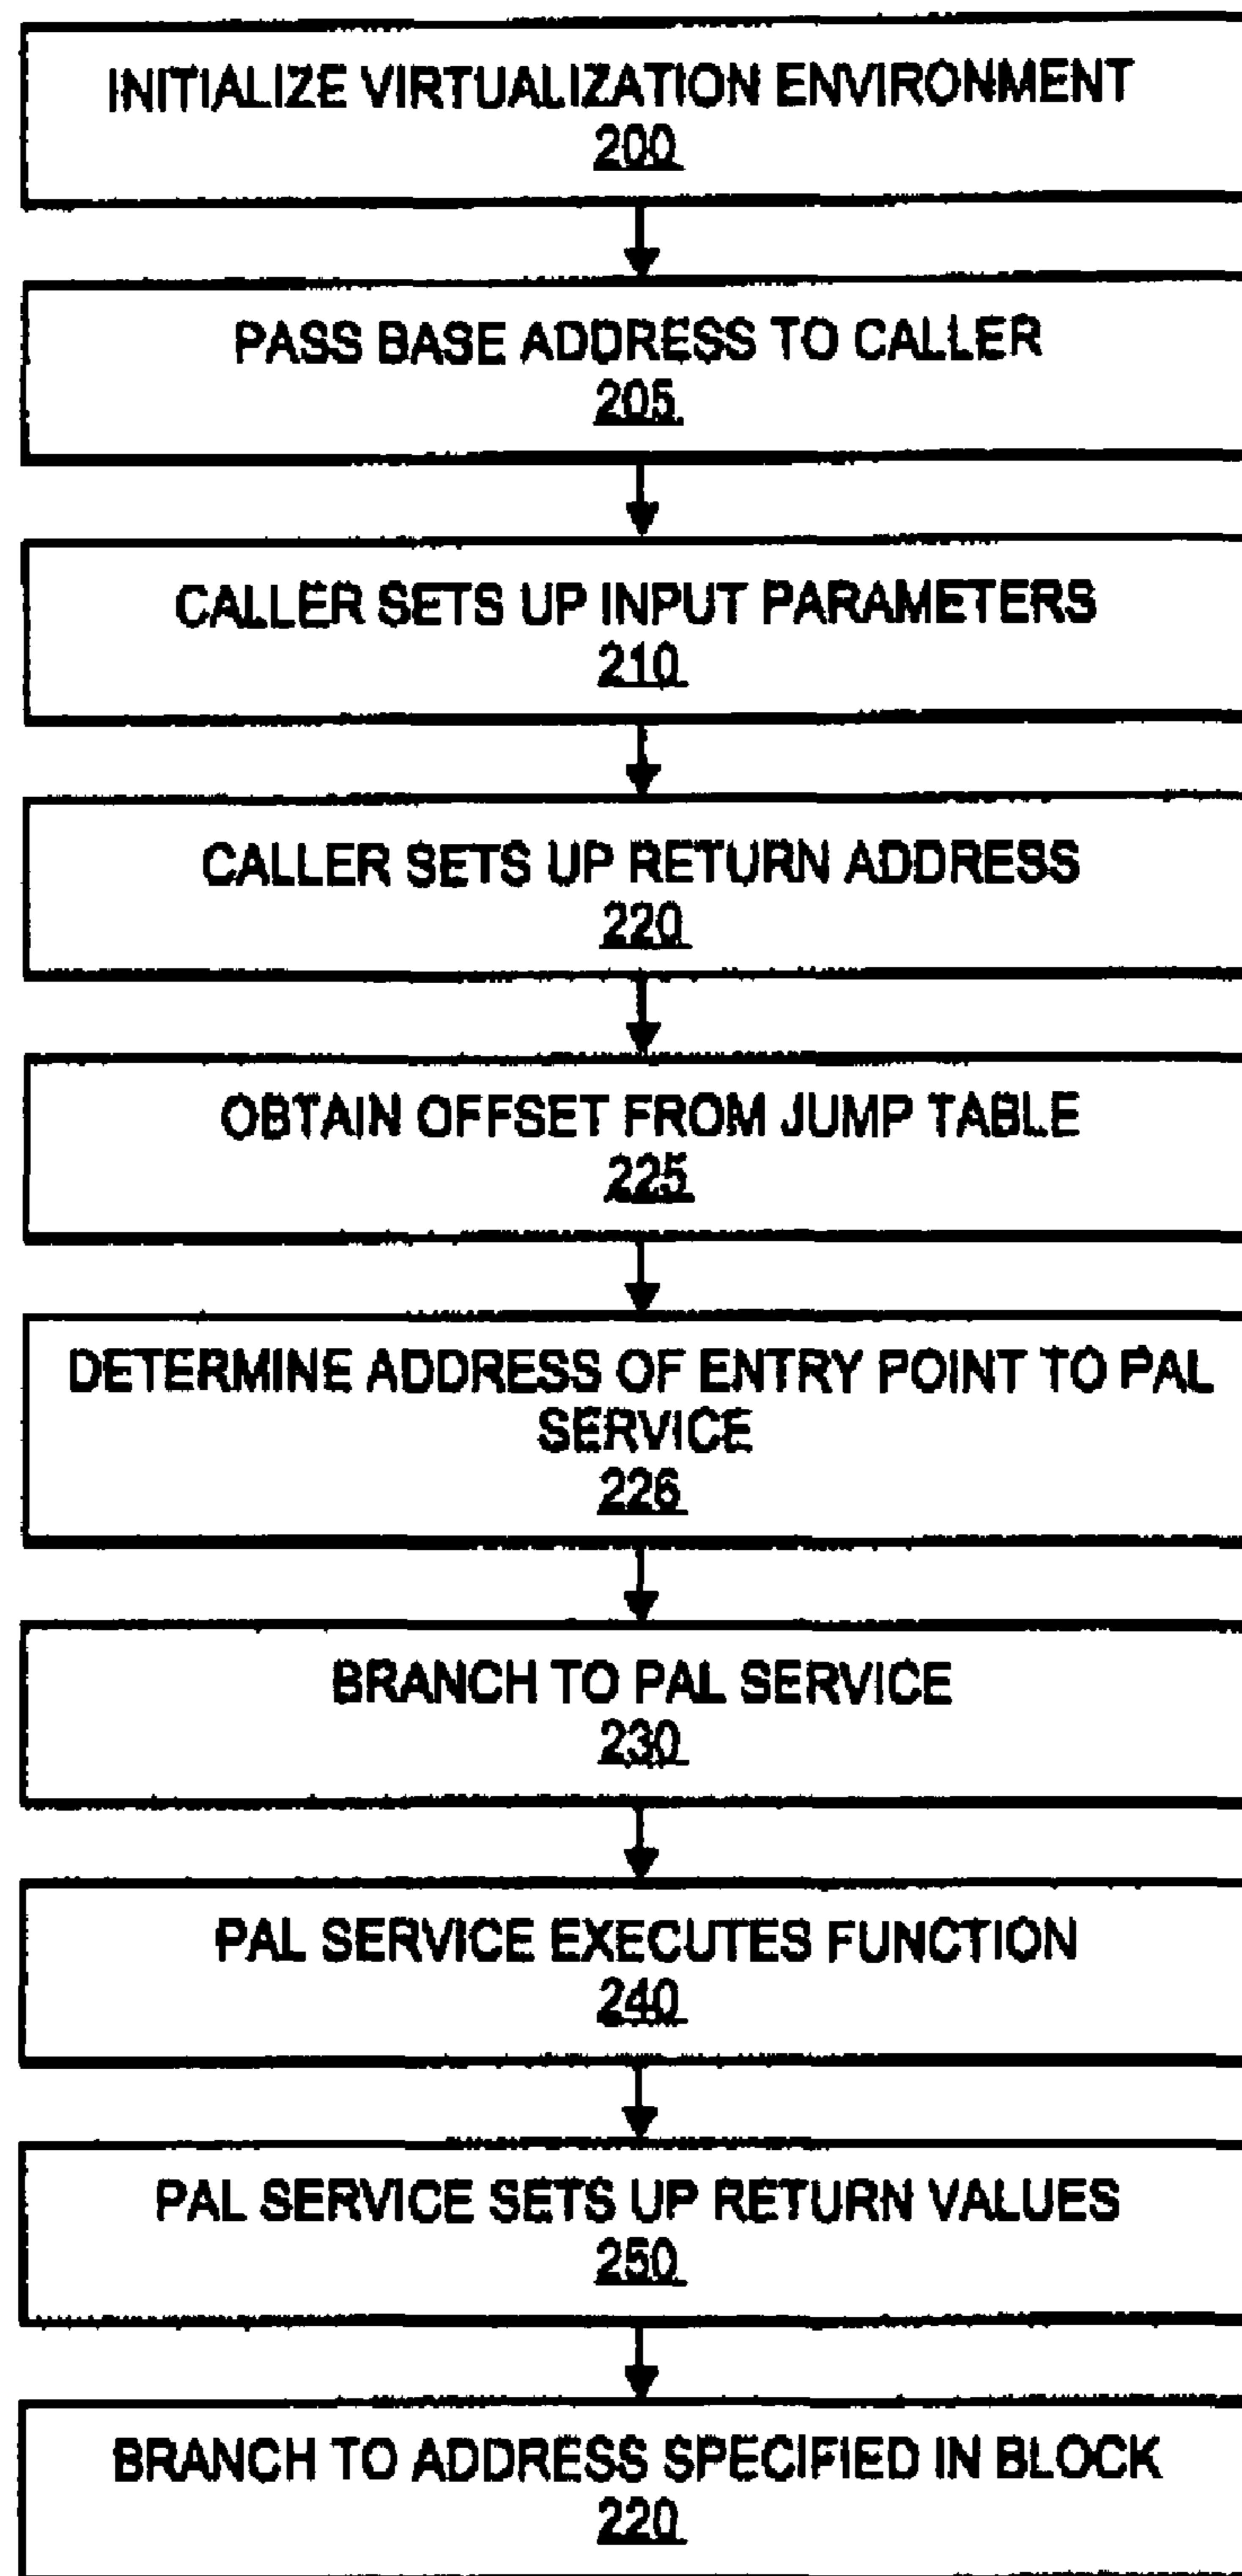 INITIALIZE VIRTUALIZATION ENVIRONMENT
200
PASS BASE ADDRESS TO CALLER
205
CALLER SETS UP INPUT PARAMETERS
210
CALLER SETS UP RETURN ADDRESS
220
OBTAIN OFFSET FROM JUMP TABLE
225
DETERMINE ADDRESS OF ENTRY POINT TO PAL
SERVICE
226
BRANCH TO PAL SERVICE
230
PAL SERVICE EXECUTES FUNCTION
240
PAL SERVICE SETS UP RETURN VALUES
250
BRANCH TO ADDRESS SPECIFIED IN BLOCK
220